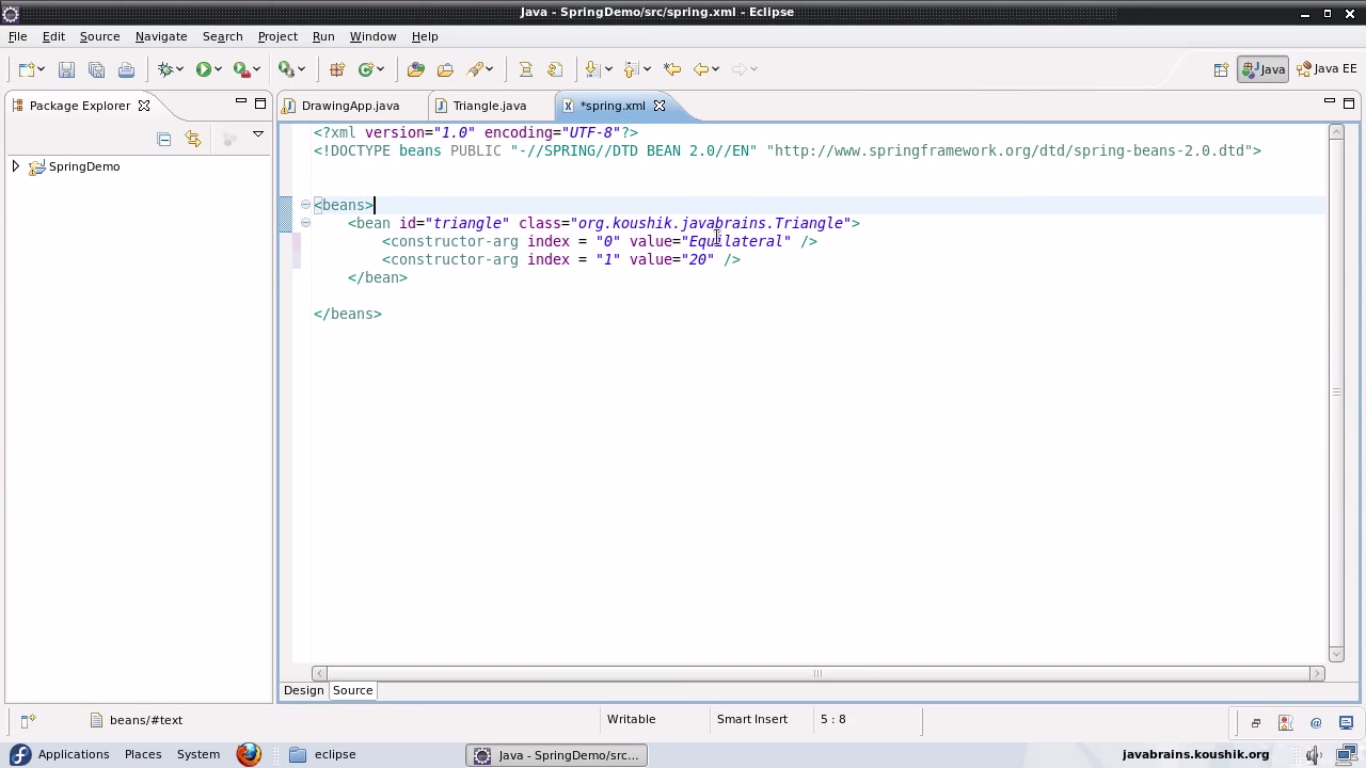 Java - SpringDemo/src/spring.xml - Eclipse
File Edit Source Navigate Search Project Run Window Help
Java Java EE
Package Explorer
DrawingApp.java Triangle.java *spring.xml
SpringDemo
<?xml version="1.0" encoding="UTF-8"?>
<!DOCTYPE beans PUBLIC "-//SPRING//DTD BEAN 2.0//EN" "http://www.springframework.org/dtd/spring-beans-2.0.dtd">
<beans>
<bean id="triangle" class="org.koushik.javabrains.Triangle">
<constructor-arg index = "0" value="Equilateral" />
<constructor-arg index = "1" value="20" />
</bean>
</beans>
Design Source
beans/#text Writable Smart Insert 5 : 8
Applications Places System eclipse Java - SpringDemo/src... javabrains.koushik.org